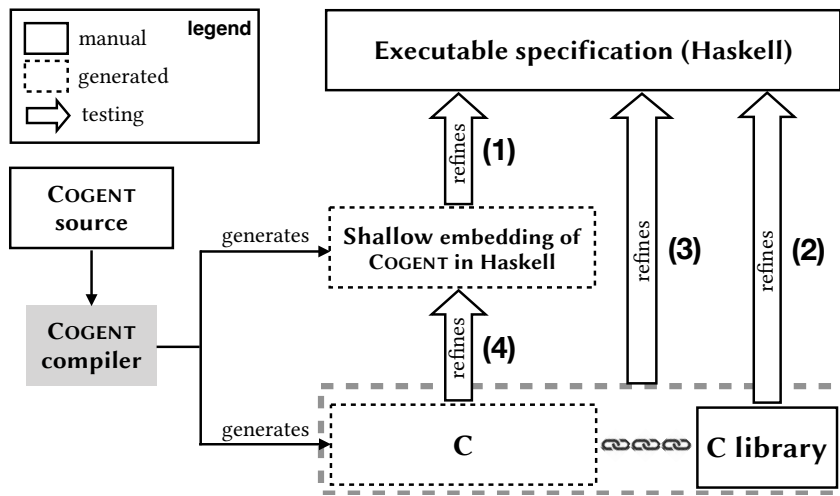 legend
manual
generated
testing
Executable specification (Haskell)
refines
(1)
refines
(3)
refines
(2)
COGENT
source
generates
Shallow embedding of
COGENT in Haskell
COGENT
compiler
refines
(4)
generates
C
C library